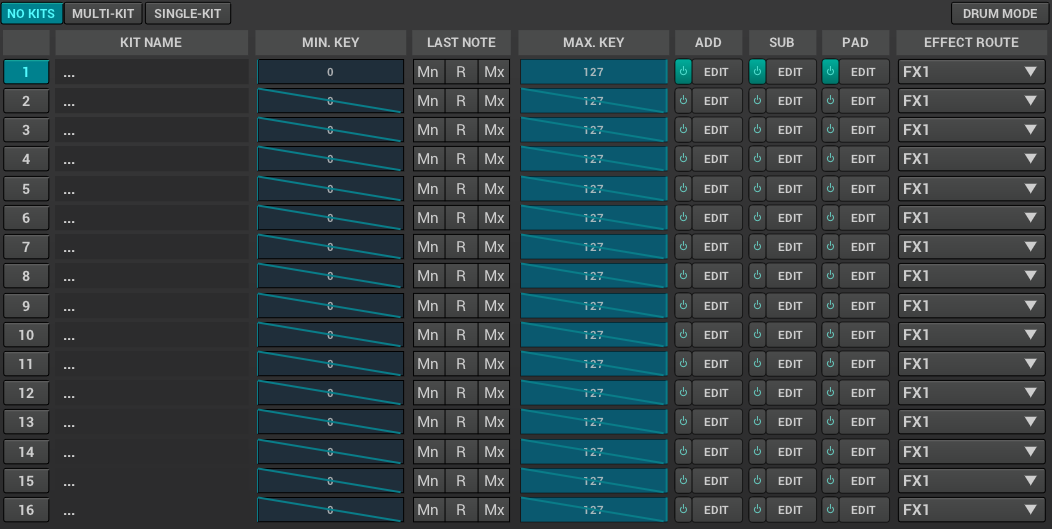 NO KITS MULTI-KIT SINGLE-KIT DRUM MODE
KIT NAME MIN. KEY LAST NOTE MAX. KEY ADD SUB PAD EFFECT ROUTE
1 ... 0 Mn R Mx 127 EDIT EDIT EDIT FX1
2 ... 0 Mn R Mx 127 EDIT EDIT EDIT FX1
3 ... 0 Mn R Mx 127 EDIT EDIT EDIT FX1
4 ... 0 Mn R Mx 127 EDIT EDIT EDIT FX1
5 ... 0 Mn R Mx 127 EDIT EDIT EDIT FX1
6 ... 0 Mn R Mx 127 EDIT EDIT EDIT FX1
7 ... 0 Mn R Mx 127 EDIT EDIT EDIT FX1
8 ... 0 Mn R Mx 127 EDIT EDIT EDIT FX1
9 ... 0 Mn R Mx 127 EDIT EDIT EDIT FX1
10 ... 0 Mn R Mx 127 EDIT EDIT EDIT FX1
11 ... 0 Mn R Mx 127 EDIT EDIT EDIT FX1
12 ... 0 Mn R Mx 127 EDIT EDIT EDIT FX1
13 ... 0 Mn R Mx 127 EDIT EDIT EDIT FX1
14 ... 0 Mn R Mx 127 EDIT EDIT EDIT FX1
15 ... 0 Mn R Mx 127 EDIT EDIT EDIT FX1
16 ... 0 Mn R Mx 127 EDIT EDIT EDIT FX1